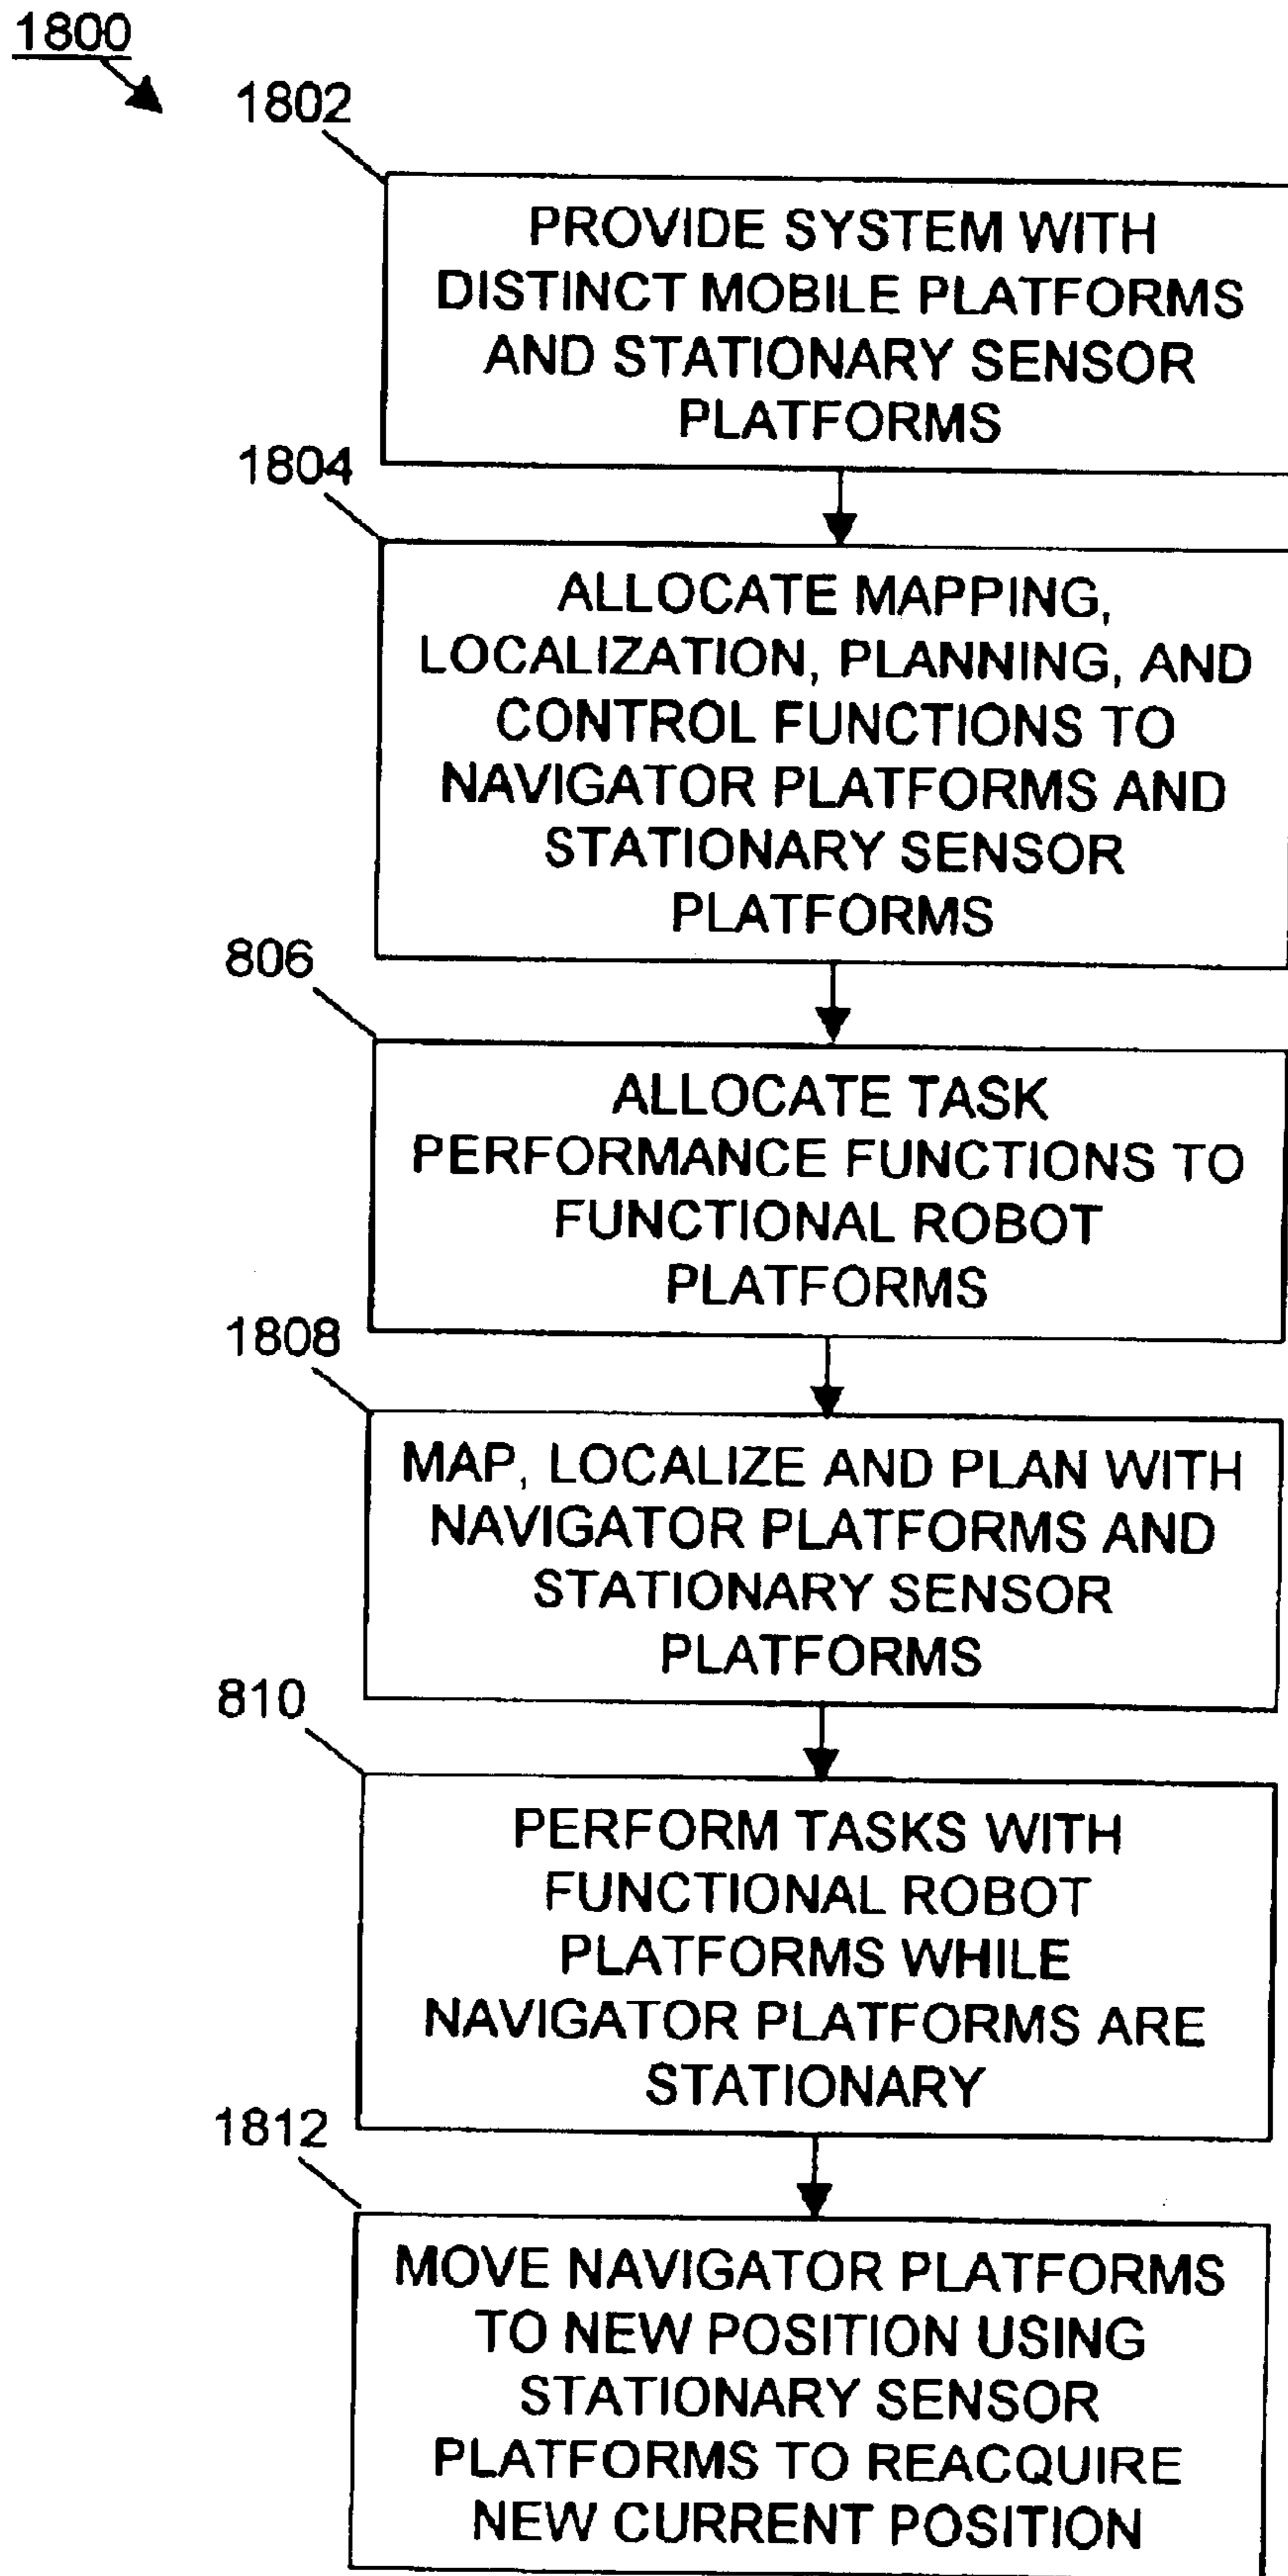 1800
1802
PROVIDE SYSTEM WITH
DISTINCT MOBILE PLATFORMS
AND STATIONARY SENSOR
PLATFORMS
1804
ALLOCATE MAPPING,
LOCALIZATION, PLANNING, AND
CONTROL FUNCTIONS TO
NAVIGATOR PLATFORMS AND
STATIONARY SENSOR
PLATFORMS
806
ALLOCATE TASK
PERFORMANCE FUNCTIONS TO
FUNCTIONAL ROBOT
PLATFORMS
1808
MAP, LOCALIZE AND PLAN WITH
NAVIGATOR PLATFORMS AND
STATIONARY SENSOR
PLATFORMS
810
PERFORM TASKS WITH
FUNCTIONAL ROBOT
PLATFORMS WHILE
NAVIGATOR PLATFORMS ARE
STATIONARY
1812
MOVE NAVIGATOR PLATFORMS
TO NEW POSITION USING
STATIONARY SENSOR
PLATFORMS TO REACQUIRE
NEW CURRENT POSITION